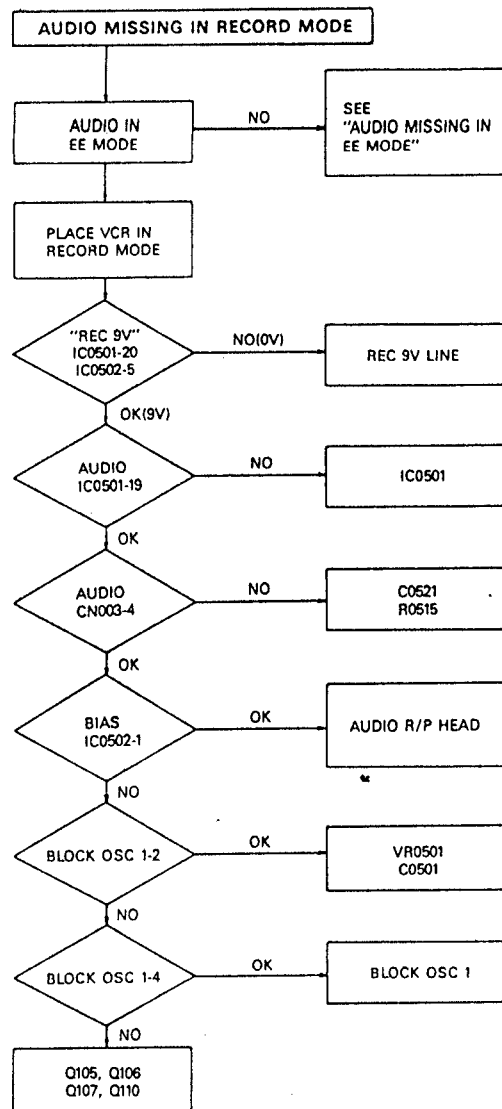 AUDIO MISSING IN RECORD MODE
AUDIO IN
EE MODE
NO
SEE
"AUDIO MISSING IN
EE MODE"
PLACE VCR IN
RECORD MODE
"REC 9V"
IC0501-20
IC0502-5
NO(0V)
REC 9V LINE
OK(9V)
AUDIO
IC0501-19
NO
IC0501
OK
AUDIO
CN003-4
NO
C0521
R0515
OK
BIAS
IC0502-1
OK
AUDIO R/P HEAD
NO
BLOCK OSC 1-2
OK
VR0501
C0501
NO
BLOCK OSC 1-4
OK
BLOCK OSC 1
NO
Q105, Q106
Q107, Q110